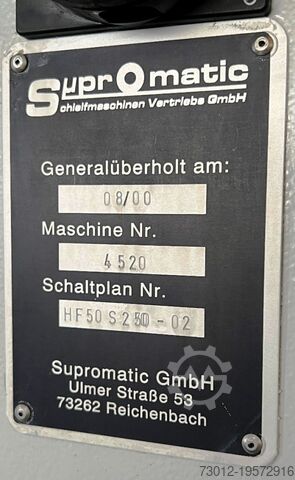 SuprOmatic
Schleifmaschinen Vertriebs GmbH
Generalüberholt am:
08/00
Maschine Nr.
4520
Schaltplan Nr.
HF50S250-02
Supromatic GmbH
Ulmer Straße 53
73262 Reichenbach
73012-19572916